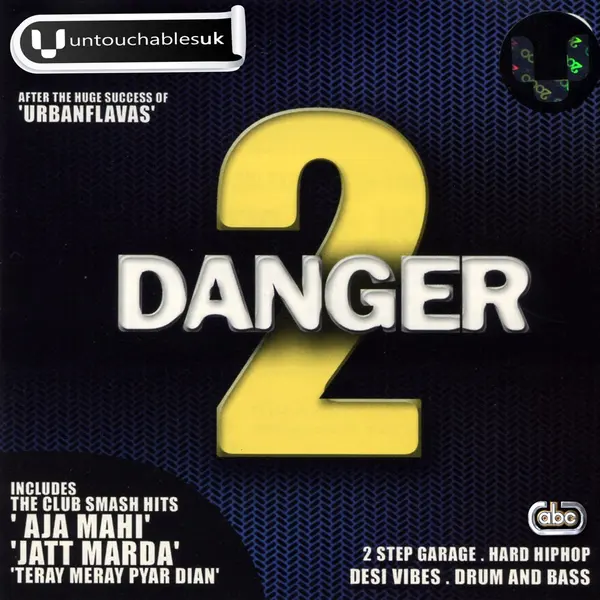 untouchablesuk
AFTER THE HUGE SUCCESS OF
'URBANFLAVAS'
2
DANGER
INCLUDES
THE CLUB SMASH HITS
'AJA MAHI'
'JATT MARDA'
'TERAY MERAY PYAR DIAN'
abc
2 STEP GARAGE . HARD HIPHOP
DESI VIBES . DRUM AND BASS